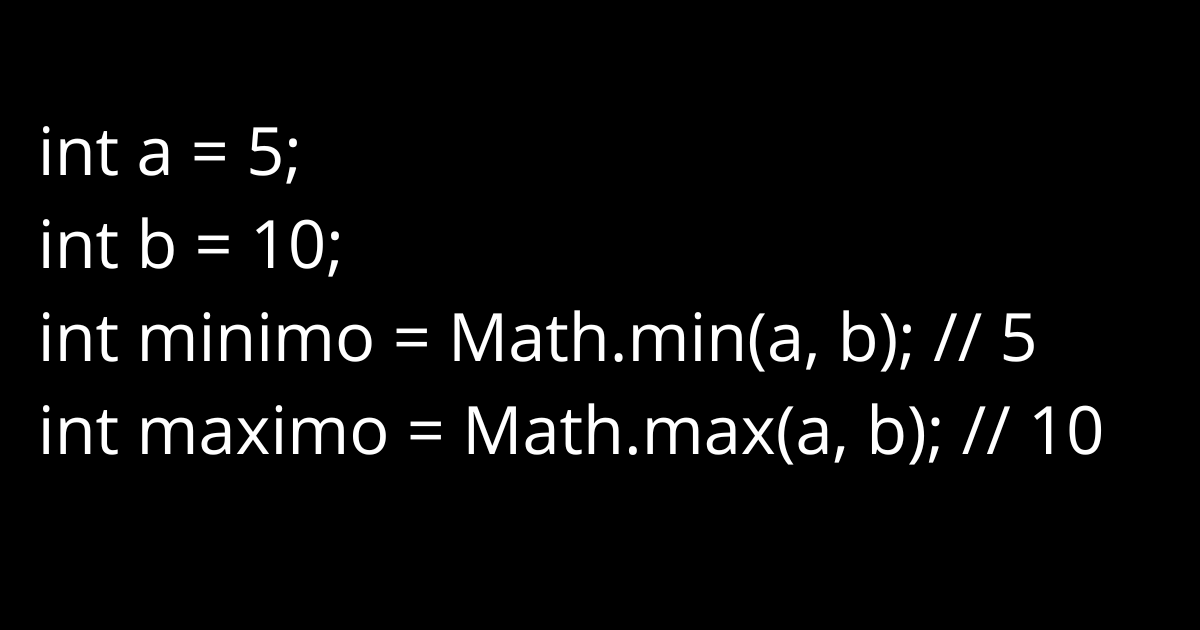 int a = 5;
int b = 10;
int minimo = Math.min(a, b); // 5
int maximo = Math.max(a, b); // 10